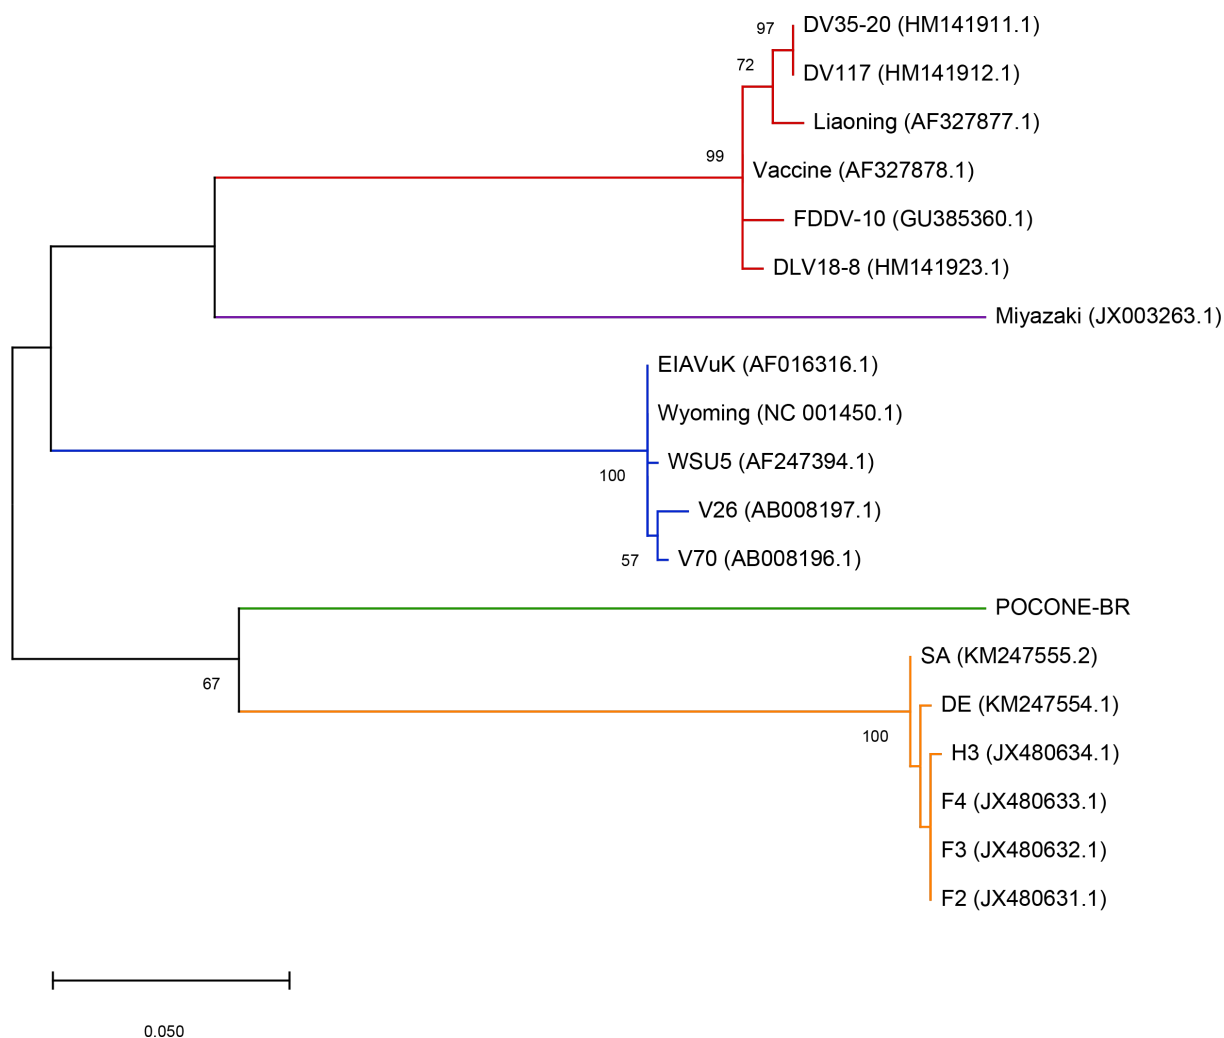 97
DV35-20 (HM141911.1)
72
DV117 (HM141912.1)
Liaoning (AF327877.1)
99
Vaccine (AF327878.1)
FDDV-10 (GU385360.1)
DLV18-8 (HM141923.1)
Miyazaki (JX003263.1)
EIAVuK (AF016316.1)
Wyoming (NC 001450.1)
WSU5 (AF247394.1)
100
V26 (AB008197.1)
57
V70 (AB008196.1)
POCONE-BR
SA (KM247555.2)
67
DE (KM247554.1)
100
H3 (JX480634.1)
F4 (JX480633.1)
F3 (JX480632.1)
F2 (JX480631.1)
0.050